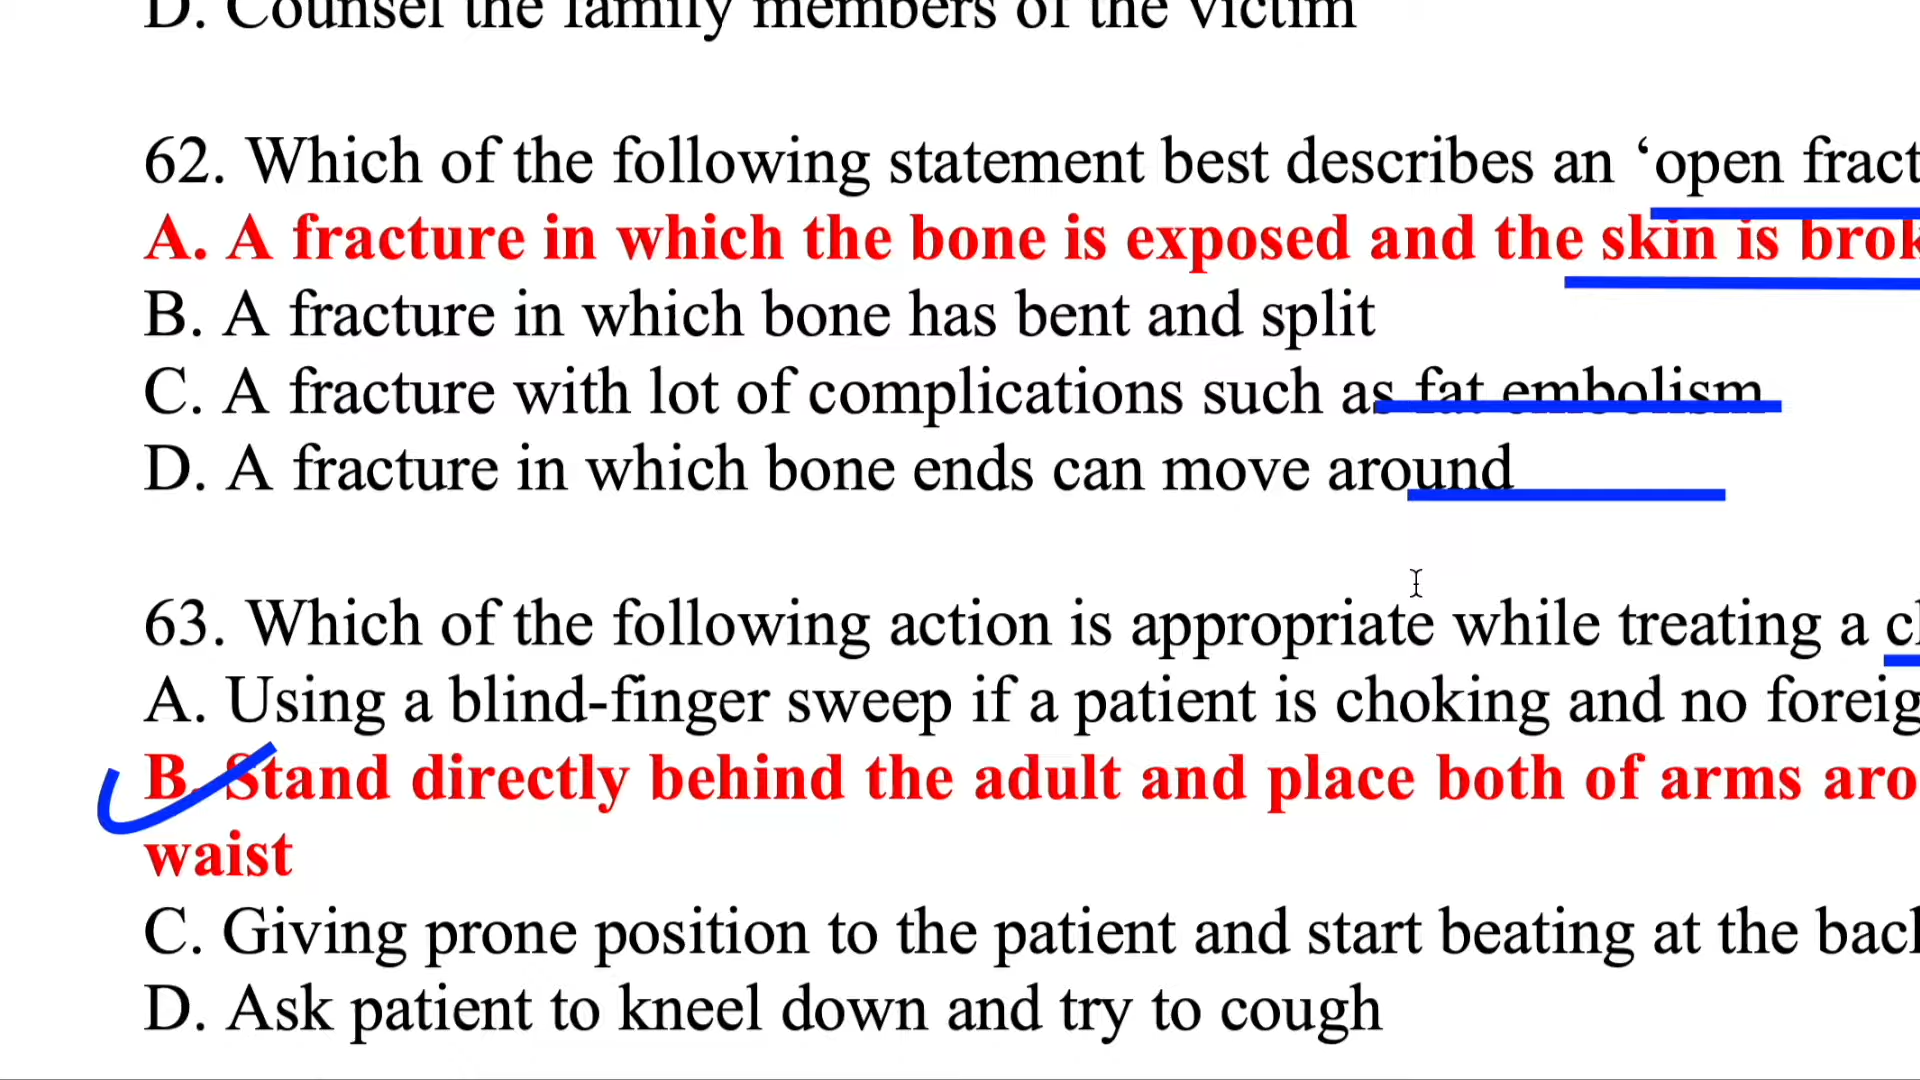 D. Counsel the family members of the victim
62. Which of the following statement best describes an ‘open
A. A fracture in which the bone is exposed and the skin is
B. A fracture in which bone has bent and split
C. A fracture with lot of complications such as fat embolism
D. A fracture in which bone ends can move around
63. Which of the following action is appropriate while treating a
A. Using a blind-finger sweep if a patient is choking and no
B. Stand directly behind the adult and place both of arms
waist
C. Giving prone position to the patient and start beating at the
D. Ask patient to kneel down and try to cough